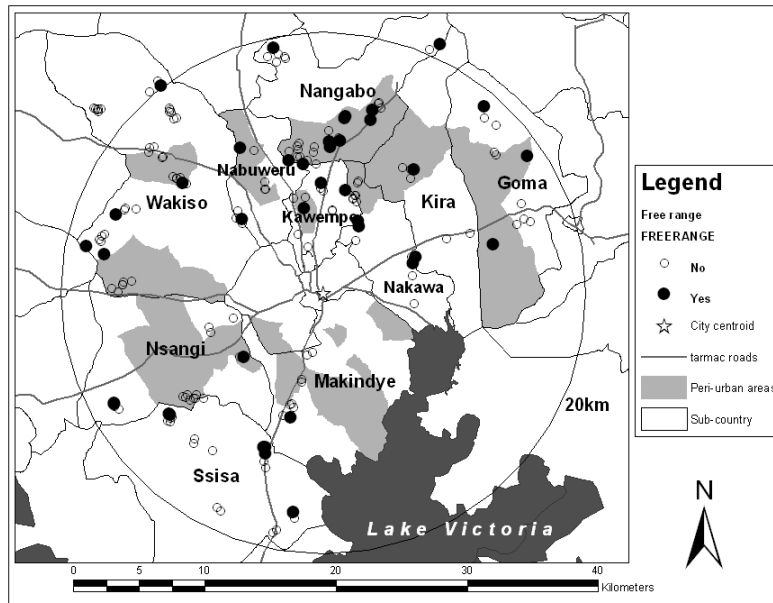 Nangabo
Nabuweru
Goma
Wakiso
Kawempe
Kira
Nakawa
Nsangi
Makindye
20km
Ssisa
Lake Victoria
0 5 10 20 30 40
Kilometers
Legend
Free range
FREERANGE
No
Yes
City centroid
tarmac roads
Peri-urban areas
Sub-country
N